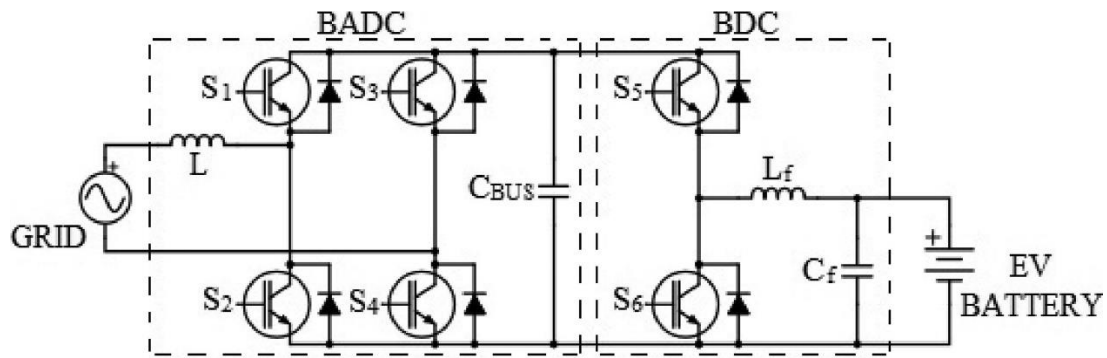 BADC
BDC
S1
S3
S5
+
L
CBUS
Lf
GRID
+
S2
S4
S6
Cf
EV
BATTERY